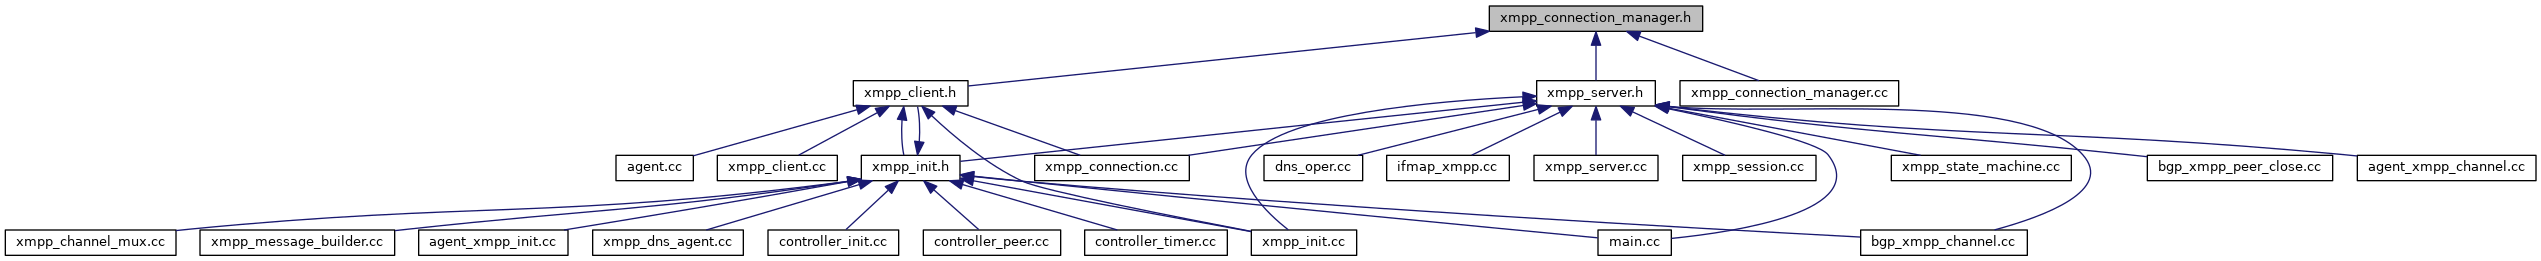 xmpp_connection_manager.h
xmpp_client.h
xmpp_server.h
xmpp_connection_manager.cc
agent.cc
xmpp_client.cc
xmpp_init.h
xmpp_connection.cc
dns_oper.cc
ifmap_xmpp.cc
xmpp_server.cc
xmpp_session.cc
xmpp_state_machine.cc
bgp_xmpp_peer_close.cc
agent_xmpp_channel.cc
xmpp_channel_mux.cc
xmpp_message_builder.cc
agent_xmpp_init.cc
xmpp_dns_agent.cc
controller_init.cc
controller_peer.cc
controller_timer.cc
xmpp_init.cc
main.cc
bgp_xmpp_channel.cc